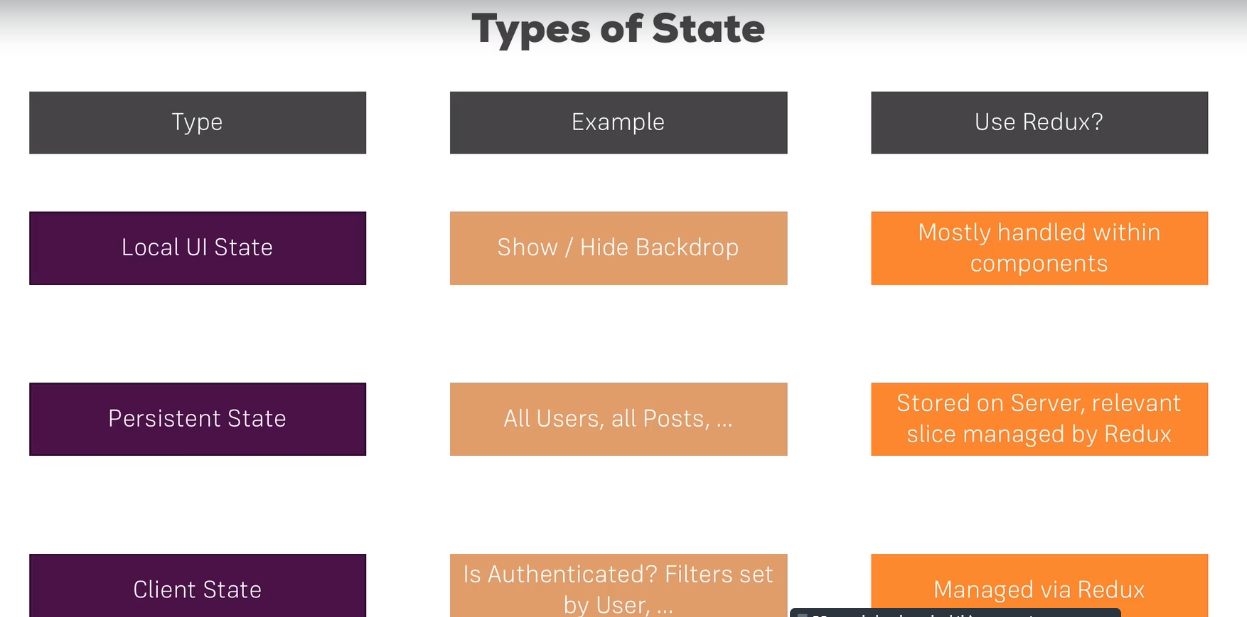 Types of State
Type
Example
Use Redux?
Local UI State
Show / Hide Backdrop
Mostly handled within
components
Persistent State
All Users, all Posts, ...
Stored on Server, relevant
slice managed by Redux
Client State
Is Authenticated? Filters set
by User, ...
Managed via Redux